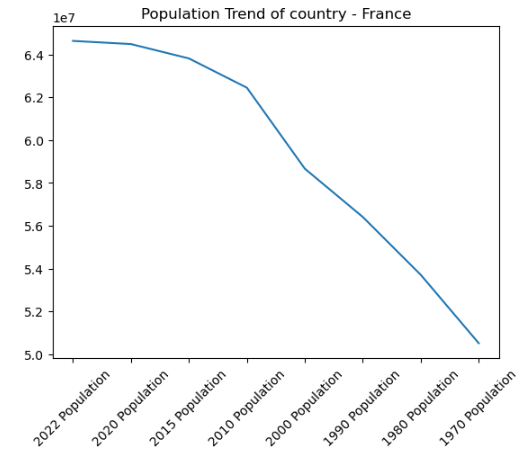 Population Trend of country - France
1e7
6.4
6.2
6.0
5.8
5.6
5.4
5.2
5.0
2022 Population
2020 Population
2015 Population
2010 Population
2000 Population
1990 Population
1980 Population
1970 Population